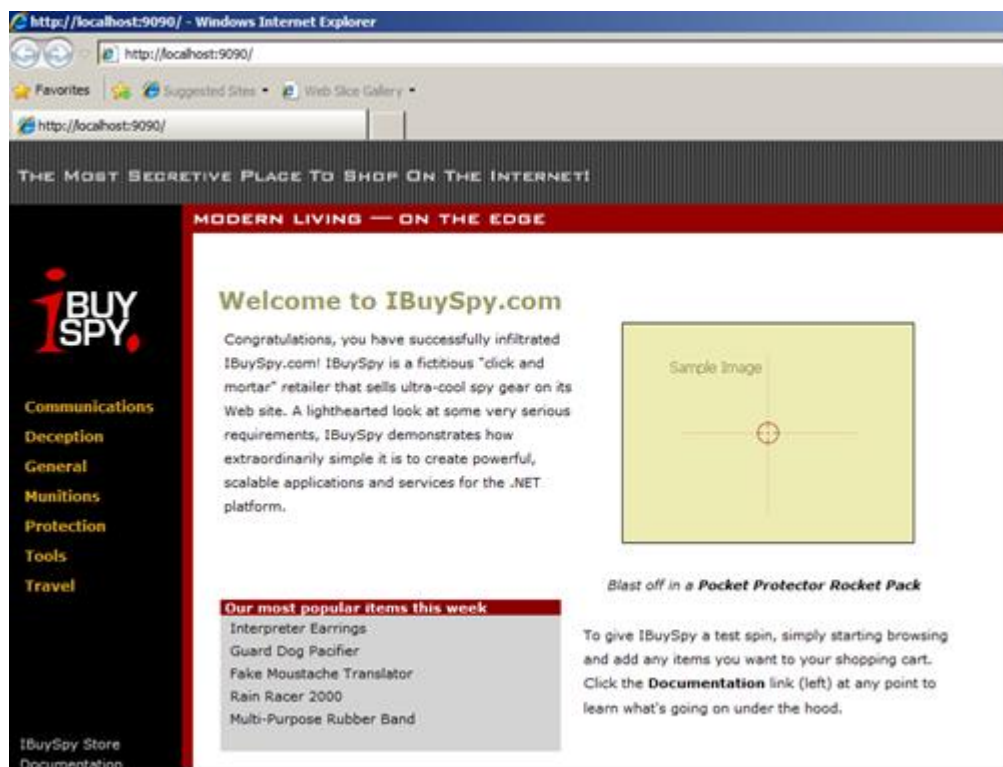 http://localhost:9090/ - Windows Internet Explorer
http://localhost:9090/
Favorites Suggested Sites Web Slice Gallery
http://localhost:9090/
THE MOST SECRETIVE PLACE TO SHOP ON THE INTERNET!
MODERN LIVING — ON THE EDGE
iBUY
SPY.
Communications
Deception
General
Munitions
Protection
Tools
Travel
IBuySpy Store
Documentation
Welcome to IBuySpy.com
Congratulations, you have successfully infiltrated
IBuySpy.com! IBuySpy is a fictitious "click and
mortar" retailer that sells ultra-cool spy gear on its
Web site. A lighthearted look at some very serious
requirements, IBuySpy demonstrates how
extraordinarily simple it is to create powerful,
scalable applications and services for the .NET
platform.
Our most popular items this week
Interpreter Earrings
Guard Dog Pacifier
Fake Moustache Translator
Rain Racer 2000
Multi-Purpose Rubber Band
Sample Image
Blast off in a Pocket Protector Rocket Pack
To give IBuySpy a test spin, simply starting browsing
and add any items you want to your shopping cart.
Click the Documentation link (left) at any point to
learn what's going on under the hood.